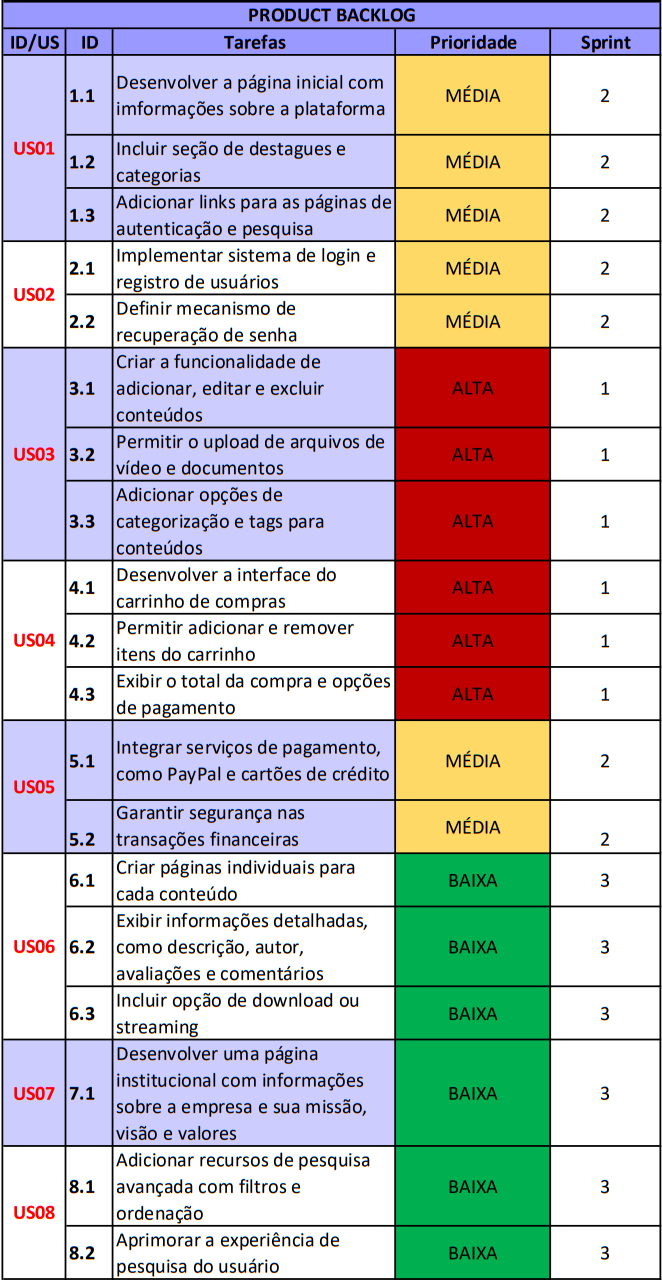 PRODUCT BACKLOG
ID/US ID Tarefas Prioridade Sprint
US01
1.1 Desenvolver a página inicial com
imformações sobre a plataforma MÉDIA 2
1.2 Incluir seção de destagues e
categorias MÉDIA 2
1.3 Adicionar links para as páginas de
autenticação e pesquisa MÉDIA 2
US02
2.1 Implementar sistema de login e
registro de usuários MÉDIA 2
2.2 Definir mecanismo de
recuperação de senha MÉDIA 2
US03
3.1 Criar a funcionalidade de
adicionar, editar e excluir
conteúdos ALTA 1
3.2 Permitir o upload de arquivos de
vídeo e documentos ALTA 1
3.3 Adicionar opções de
categorização e tags para
conteúdos ALTA 1
US04
4.1 Desenvolver a interface do
carrinho de compras ALTA 1
4.2 Permitir adicionar e remover
itens do carrinho ALTA 1
4.3 Exibir o total da compra e opções
de pagamento ALTA 1
US05
5.1 Integrar serviços de pagamento,
como PayPal e cartões de crédito MÉDIA 2
5.2 Garantir segurança nas
transações financeiras MÉDIA 2
US06
6.1 Criar páginas individuais para
cada conteúdo BAIXA 3
6.2 Exibir informações detalhadas,
como descrição, autor,
avaliações e comentários BAIXA 3
6.3 Incluir opção de download ou
streaming BAIXA 3
US07
7.1 Desenvolver uma página
institucional com informações
sobre a empresa e sua missão,
visão e valores BAIXA 3
US08
8.1 Adicionar recursos de pesquisa
avançada com filtros e
ordenação BAIXA 3
8.2 Aprimorar a experiência de
pesquisa do usuário BAIXA 3